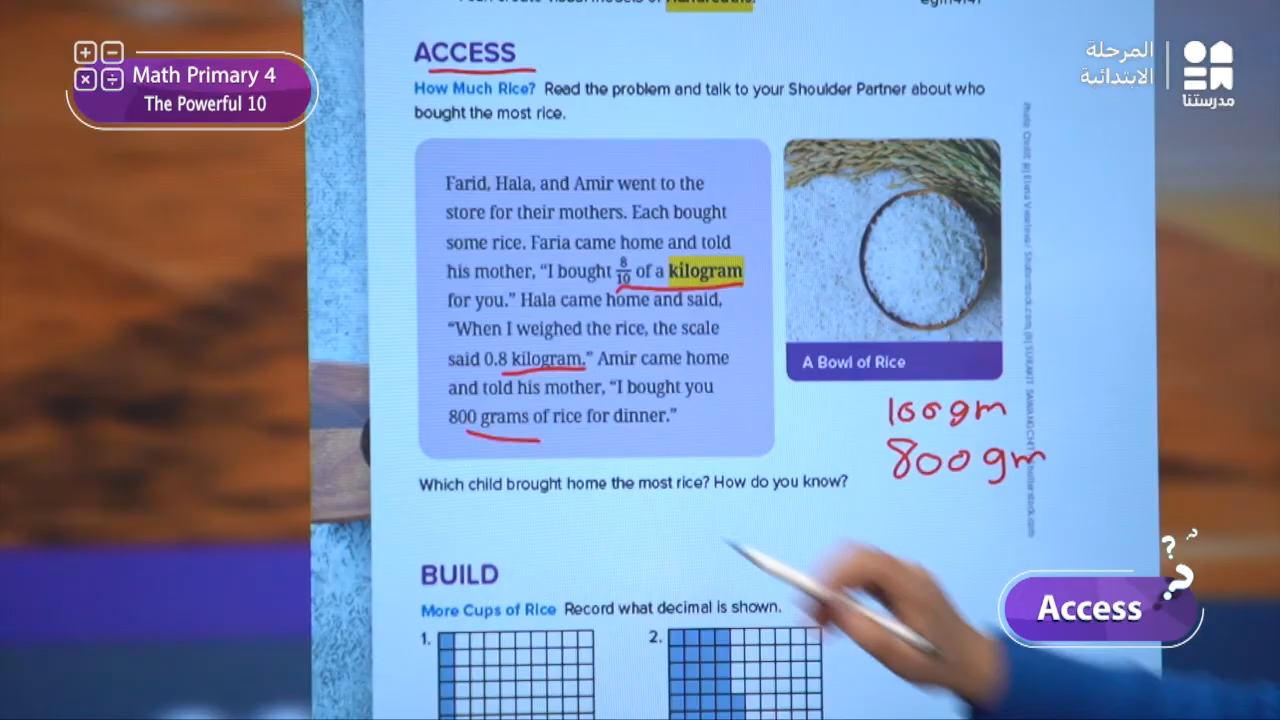 Math Primary 4
The Powerful 10
المرحلة
الابتدائية
مدرستنا
ACCESS
How Much Rice? Read the problem and talk to your Shoulder Partner about who
bought the most rice.
Farid, Hala, and Amir went to the
store for their mothers. Each bought
some rice. Faria came home and told
his mother, “I bought 8/10 of a kilogram
for you.” Hala came home and said,
“When I weighed the rice, the scale
said 0.8 kilogram.” Amir came home
and told his mother, “I bought you
800 grams of rice for dinner.”
A Bowl of Rice
100gm
800gm
Which child brought home the most rice? How do you know?
BUILD
More Cups of Rice Record what decimal is shown.
1.
2.
Access